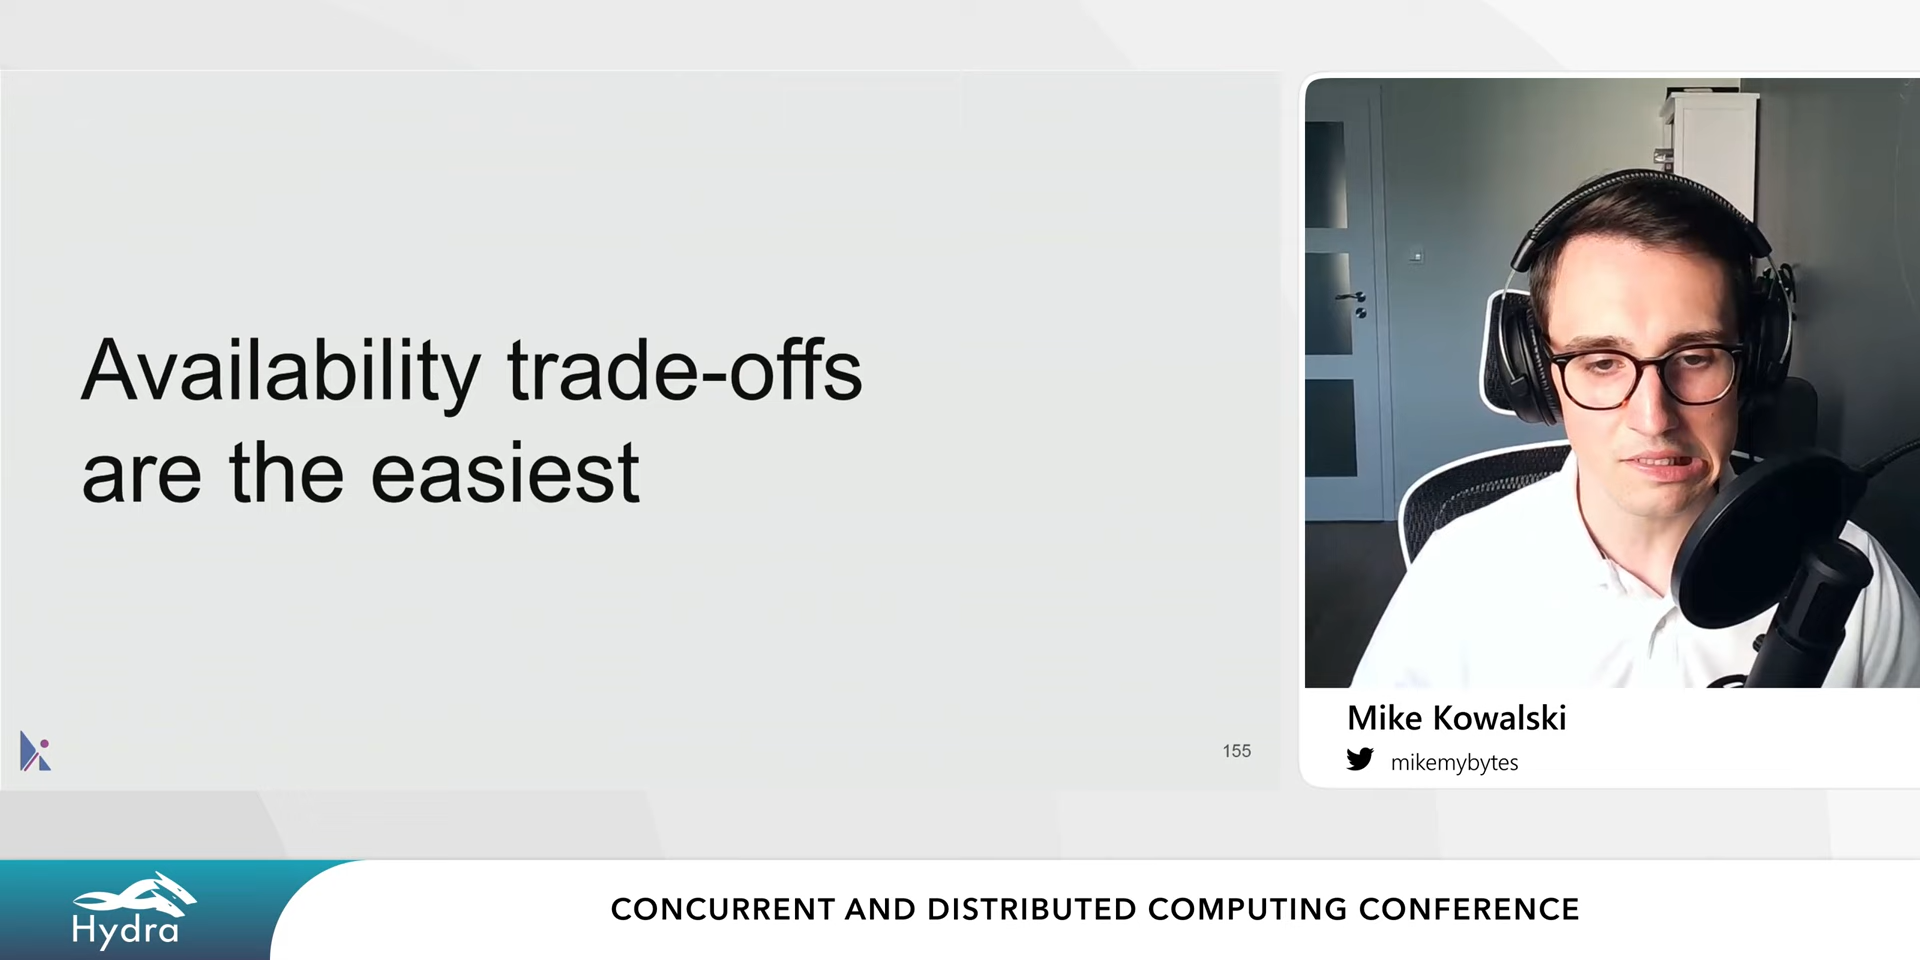 Availability trade-offs
are the easiest
155
Mike Kowalski
mikemybytes
Hydra
CONCURRENT AND DISTRIBUTED COMPUTING CONFERENCE